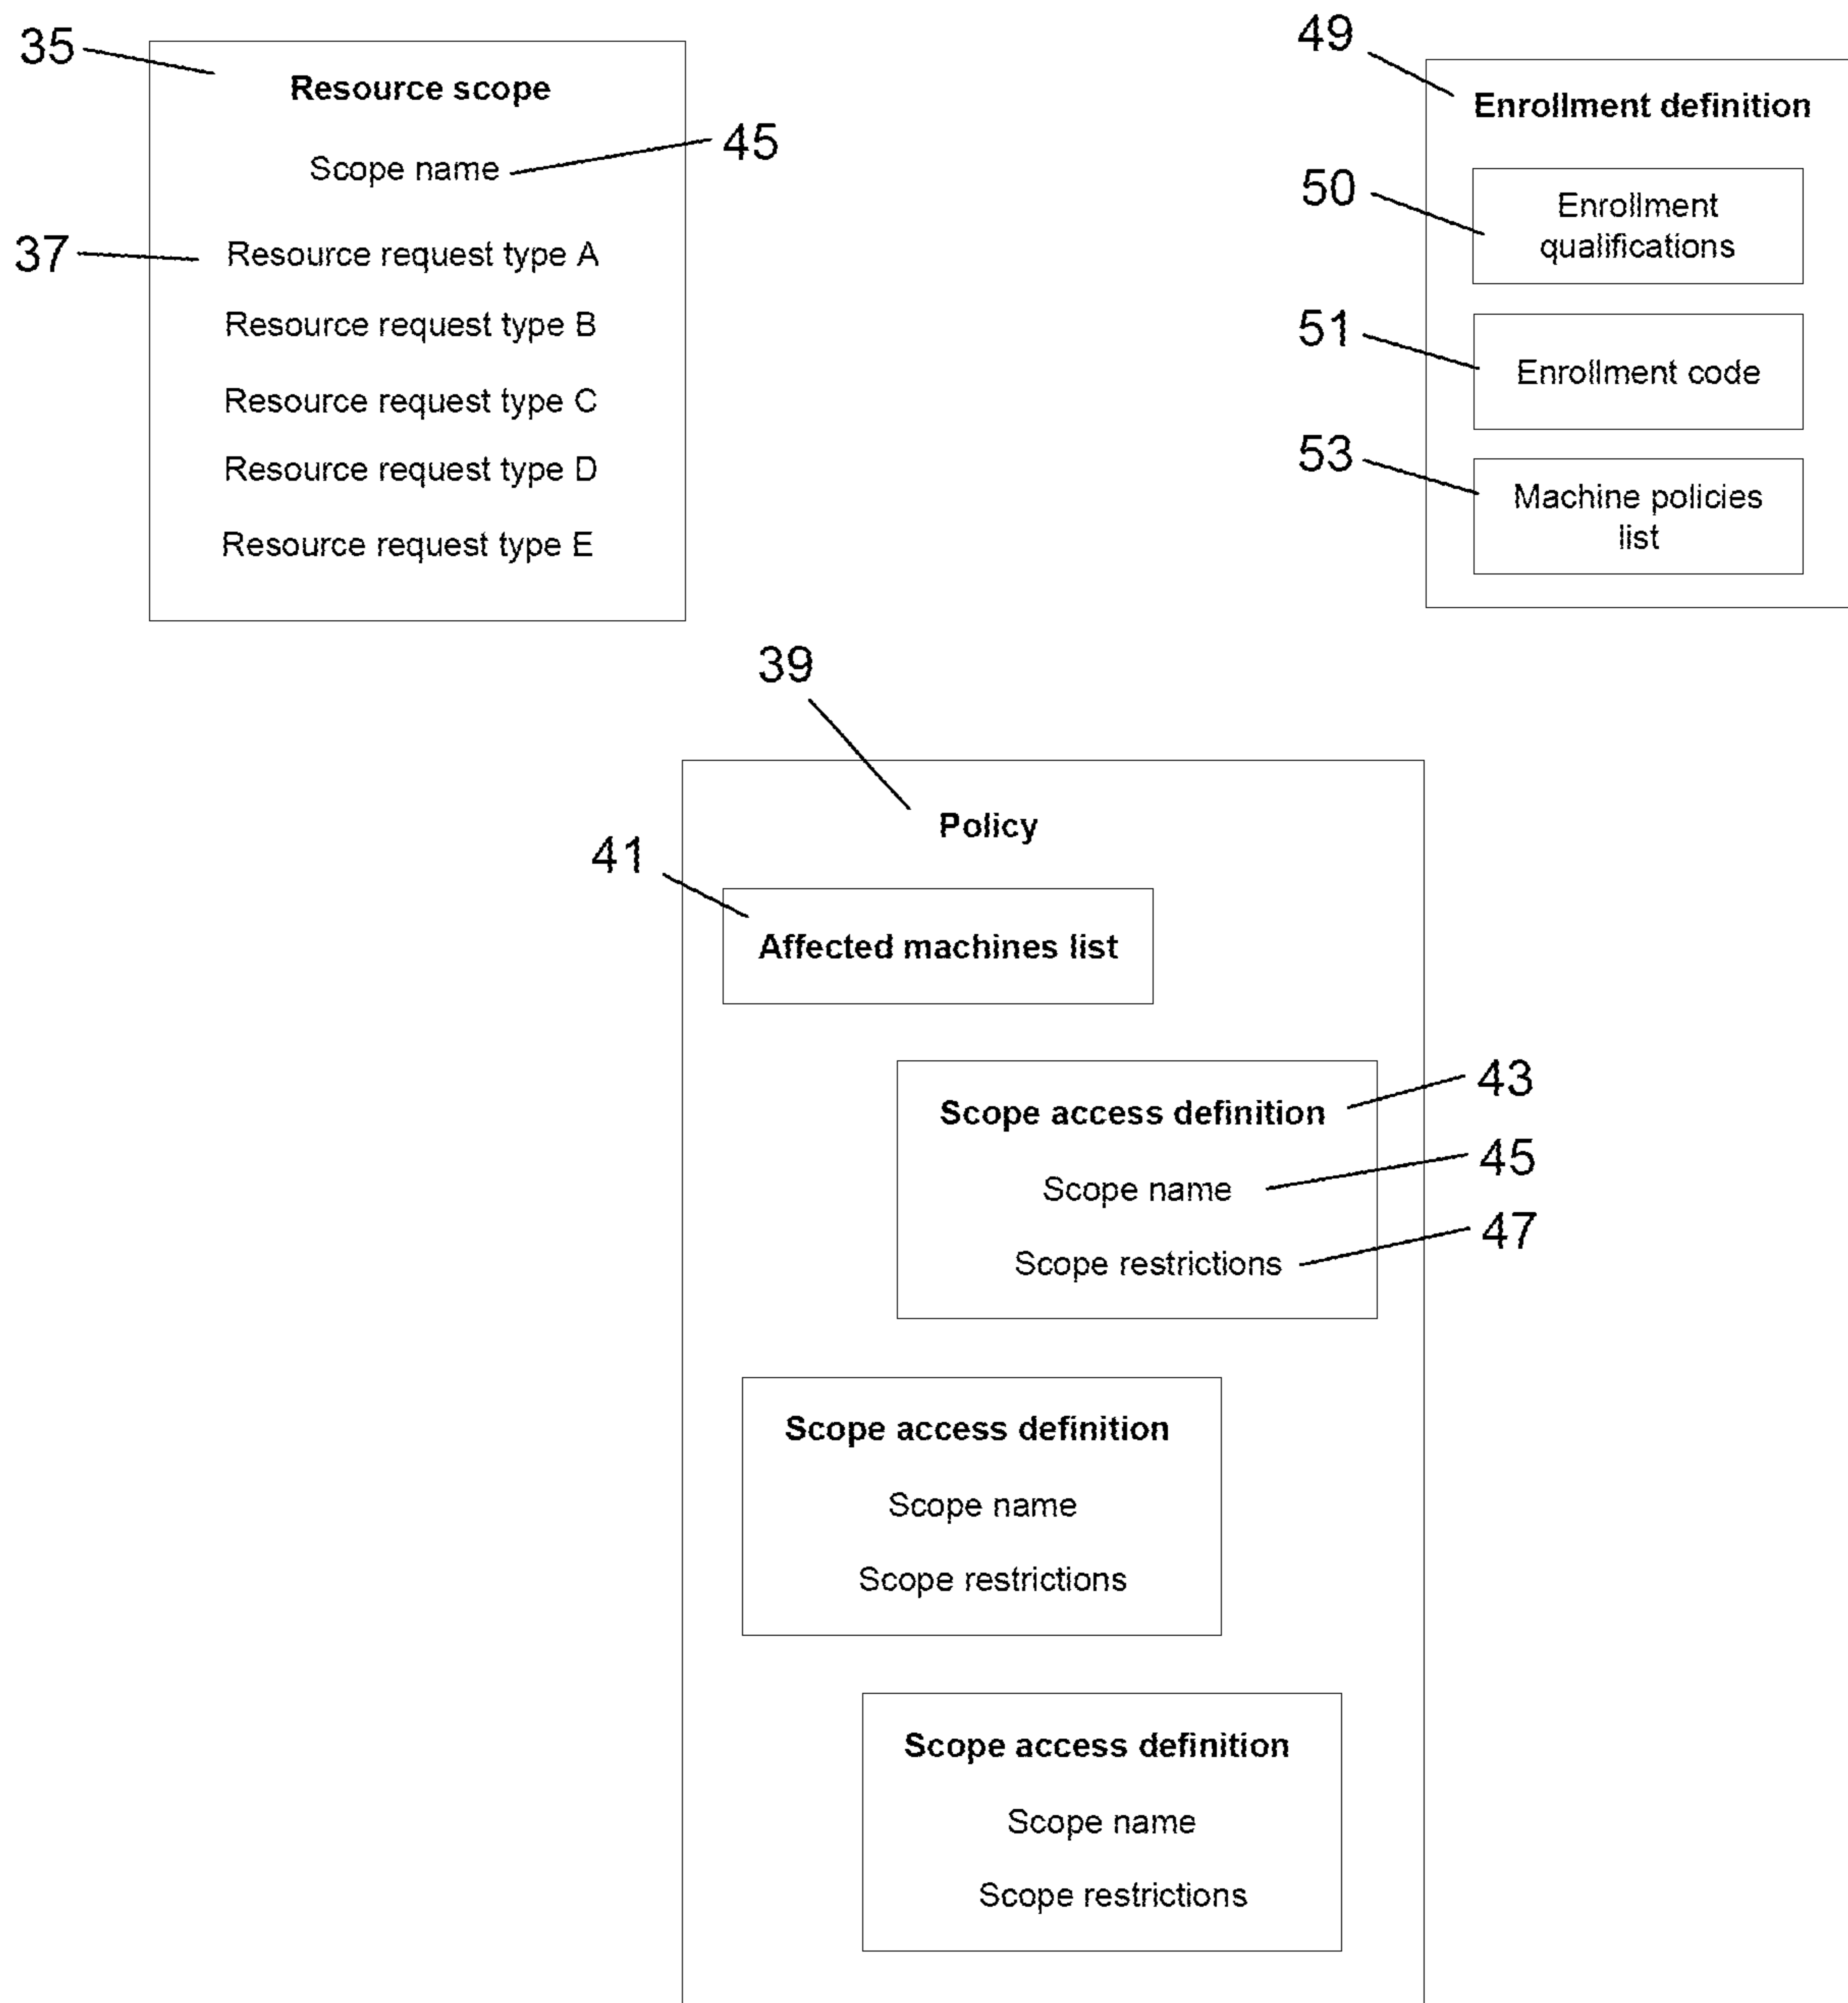 35
Resource scope
Scope name
45
37
Resource request type A
Resource request type B
Resource request type C
Resource request type D
Resource request type E
49
Enrollment definition
50
Enrollment
qualifications
51
Enrollment code
53
Machine policies
list
39
Policy
41
Affected machines list
Scope access definition
43
Scope name
45
Scope restrictions
47
Scope access definition
Scope name
Scope restrictions
Scope access definition
Scope name
Scope restrictions